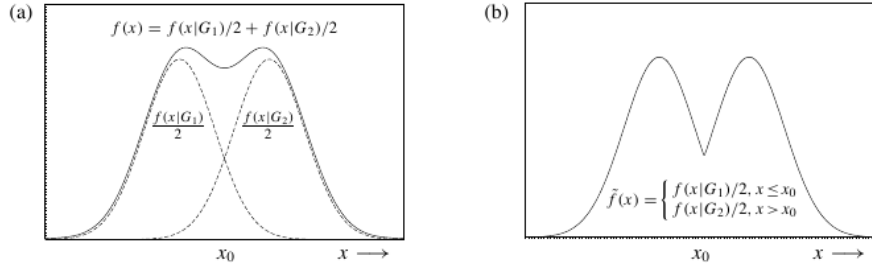 (a)
f(x) = f(x|G₁)/2 + f(x|G₂)/2
f(x|G₁)
2
f(x|G₂)
2
x₀
x ⟶
(b)
f̃(x) = { f(x|G₁)/2, x ≤ x₀
f(x|G₂)/2, x > x₀
x₀
x ⟶